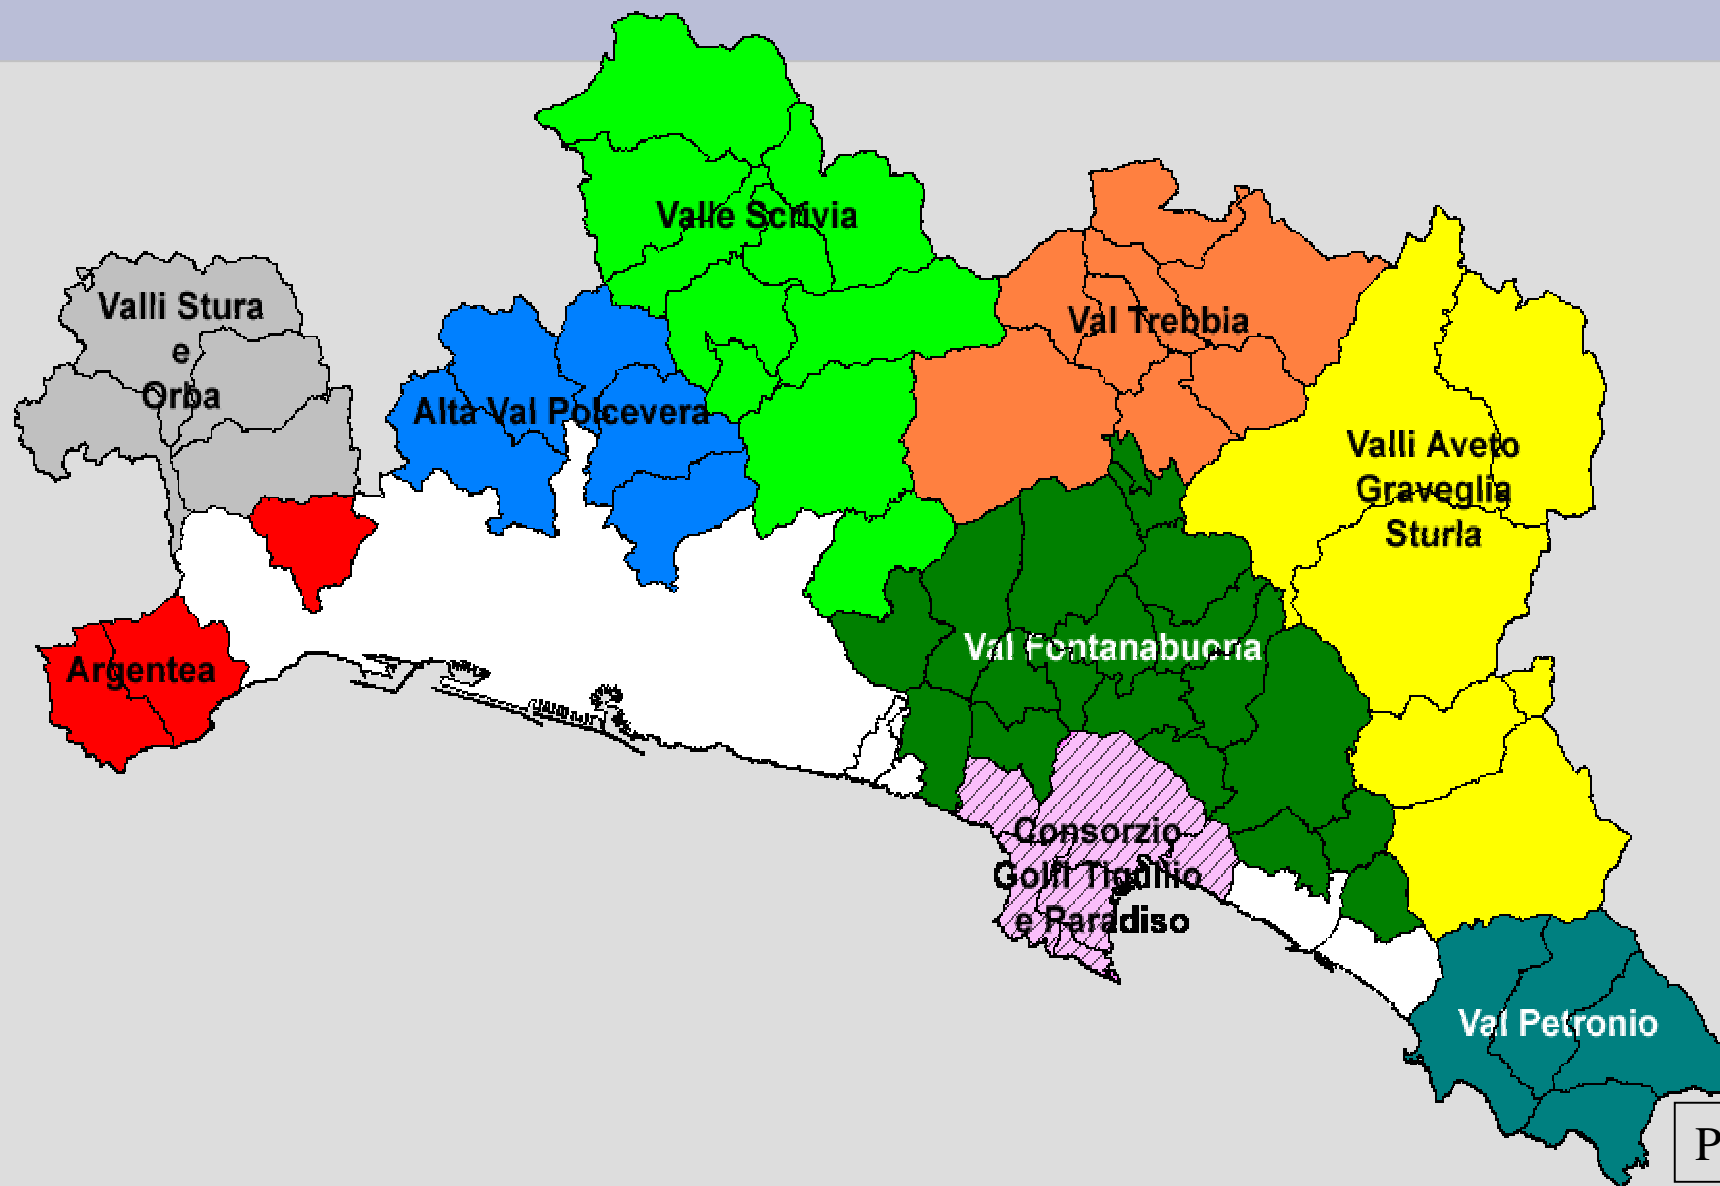 Valle Scrivia
Valli Stura
e
Orba
Val Trebbia
Alta Val Polcevera
Valli Aveto
Graveglia
Sturla
Val Fontanabuona
Argentea
Consorzio
Golfi Tigullio
e Paradiso
Val Petronio
P